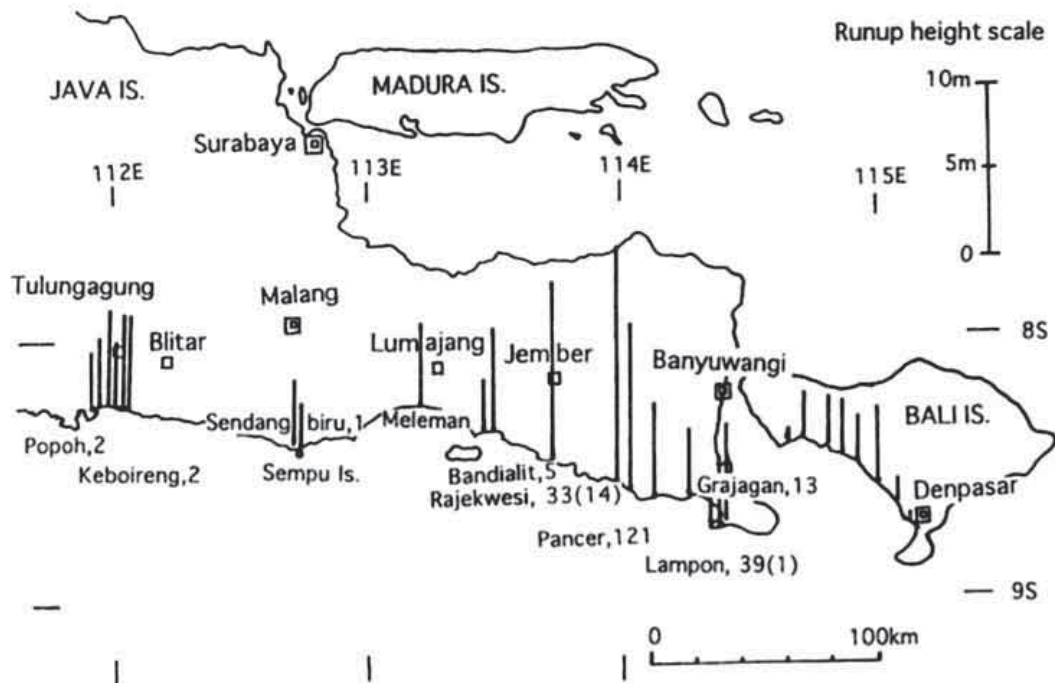 Runup height scale
10m
JAVA IS.
MADURA IS.
Surabaya
5m
112E
113E
114E
115E
0
Tulungagung
Malang
8S
Blitar
Lumajang
Jember
Banyuwangi
Sendang biru,1
Meleman
BALI IS.
Popoh,2
Keboireng,2
Sempu Is.
Bandialit,5
Grajagan,13
Denpasar
Rajekwesi, 33(14)
Pancer,121
Lampon, 39(1)
9S
0
100km